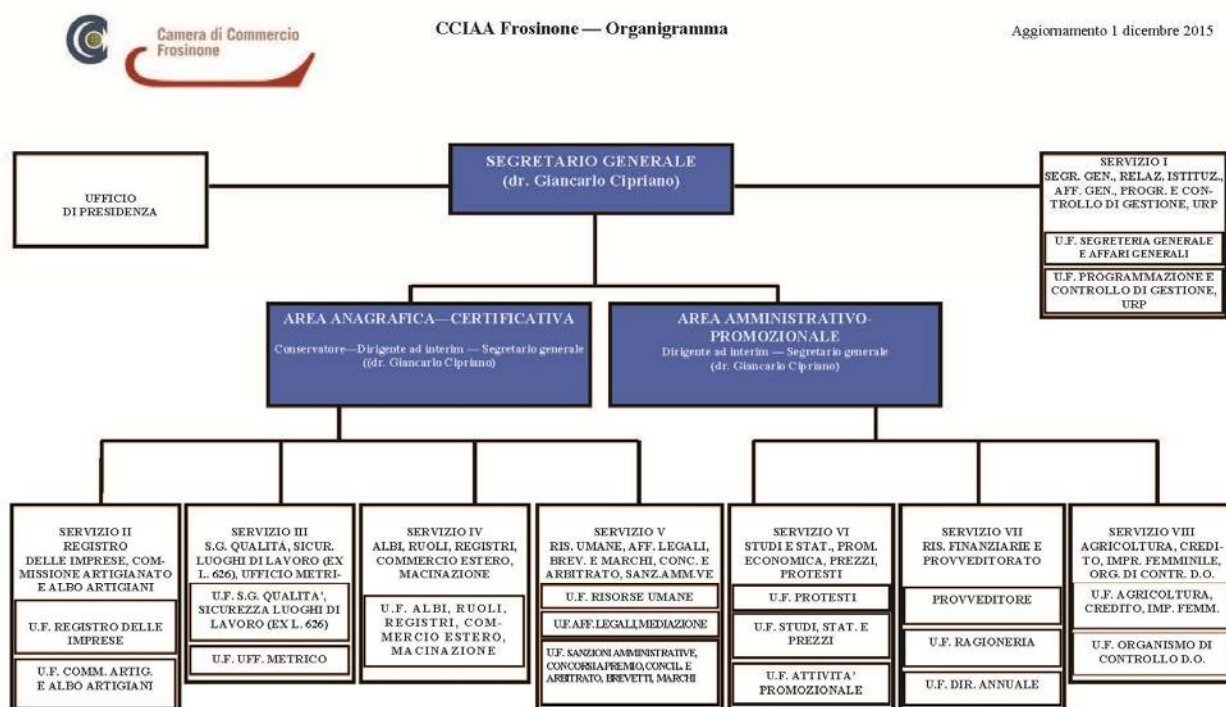 Camera di Commercio
Frosinone
CCIAA Frosinone — Organigramma
Aggiornamento 1 dicembre 2015
UFFICIO
DI PRESIDENZA
SEGRETARIO GENERALE
(dr. Giancarlo Cipriano)
SERVIZIO I
SEGR. GEN., RELAZ. ISTITUZ.,
AFF. GEN., PROGR. E CON-
TROLLO DI GESTIONE, URP
U.F. SEGRETERIA GENERALE
E AFFARI GENERALI
U.F. PROGRAMMAZIONE E
CONTROLLO DI GESTIONE,
URP
AREA ANAGRAFICA—CERTIFICATIVA
Conservatore—Dirigente ad interim — Segretario generale
((dr. Giancarlo Cipriano)
AREA AMMINISTRATIVO-
PROMOZIONALE
Dirigente ad interim — Segretario generale
(dr. Giancarlo Cipriano)
SERVIZIO II
REGISTRO
DELLE IMPRESE, COM-
MISSIONE ARTIGIANATO
E ALBO ARTIGIANI
U.F. REGISTRO DELLE
IMPRESE
U.F. COMM. ARTIG.
E ALBO ARTIGIANI
SERVIZIO III
S.G. QUALITÁ, SICUR.
LUOGHI DI LAVORO (EX
L. 626), UFFICIO METRI-
U.F. S.G. QUALITA’,
SICUREZZA LUOGHI DI
LAVORO (EX L. 626)
U.F. UFF. METRICO
SERVIZIO IV
ALBI, RUOLI, REGISTRI,
COMMERCIO ESTERO,
MACINAZIONE
U.F. ALBI, RUOLI,
REGISTRI, COM-
MERCIO ESTERO,
MACINAZIONE
SERVIZIO V
RIS. UMANE, AFF. LEGALI,
BREV. E MARCHI, CONC. E
ARBITRATO, SANZ.AMM.VE
U.F. RISORSE UMANE
U.F.AFF. LEGALI,MEDIAZIONE
U.F. SANZIONI AMMINISTRATIVE,
CONCORSI A PREMIO, CONCIL. E
ARBITRATO, BREVETTI, MARCHI
SERVIZIO VI
STUDI E STAT., PROM.
ECONOMICA, PREZZI,
PROTESTI
U.F. PROTESTI
U.F. STUDI, STAT. E
PREZZI
U.F. ATTIVITA’
PROMOZIONALE
SERVIZIO VII
RIS. FINANZIARIE E
PROVVEDITORATO
PROVVEDITORE
U.F. RAGIONERIA
U.F. DIR. ANNUALE
SERVIZIO VIII
AGRICOLTURA, CREDI-
TO, IMPR. FEMMINILE,
ORG. DI CONTR. D.O.
U.F. AGRICOLTURA,
CREDITO, IMP. FEMM.
U.F. ORGANISMO DI
CONTROLLO D.O.